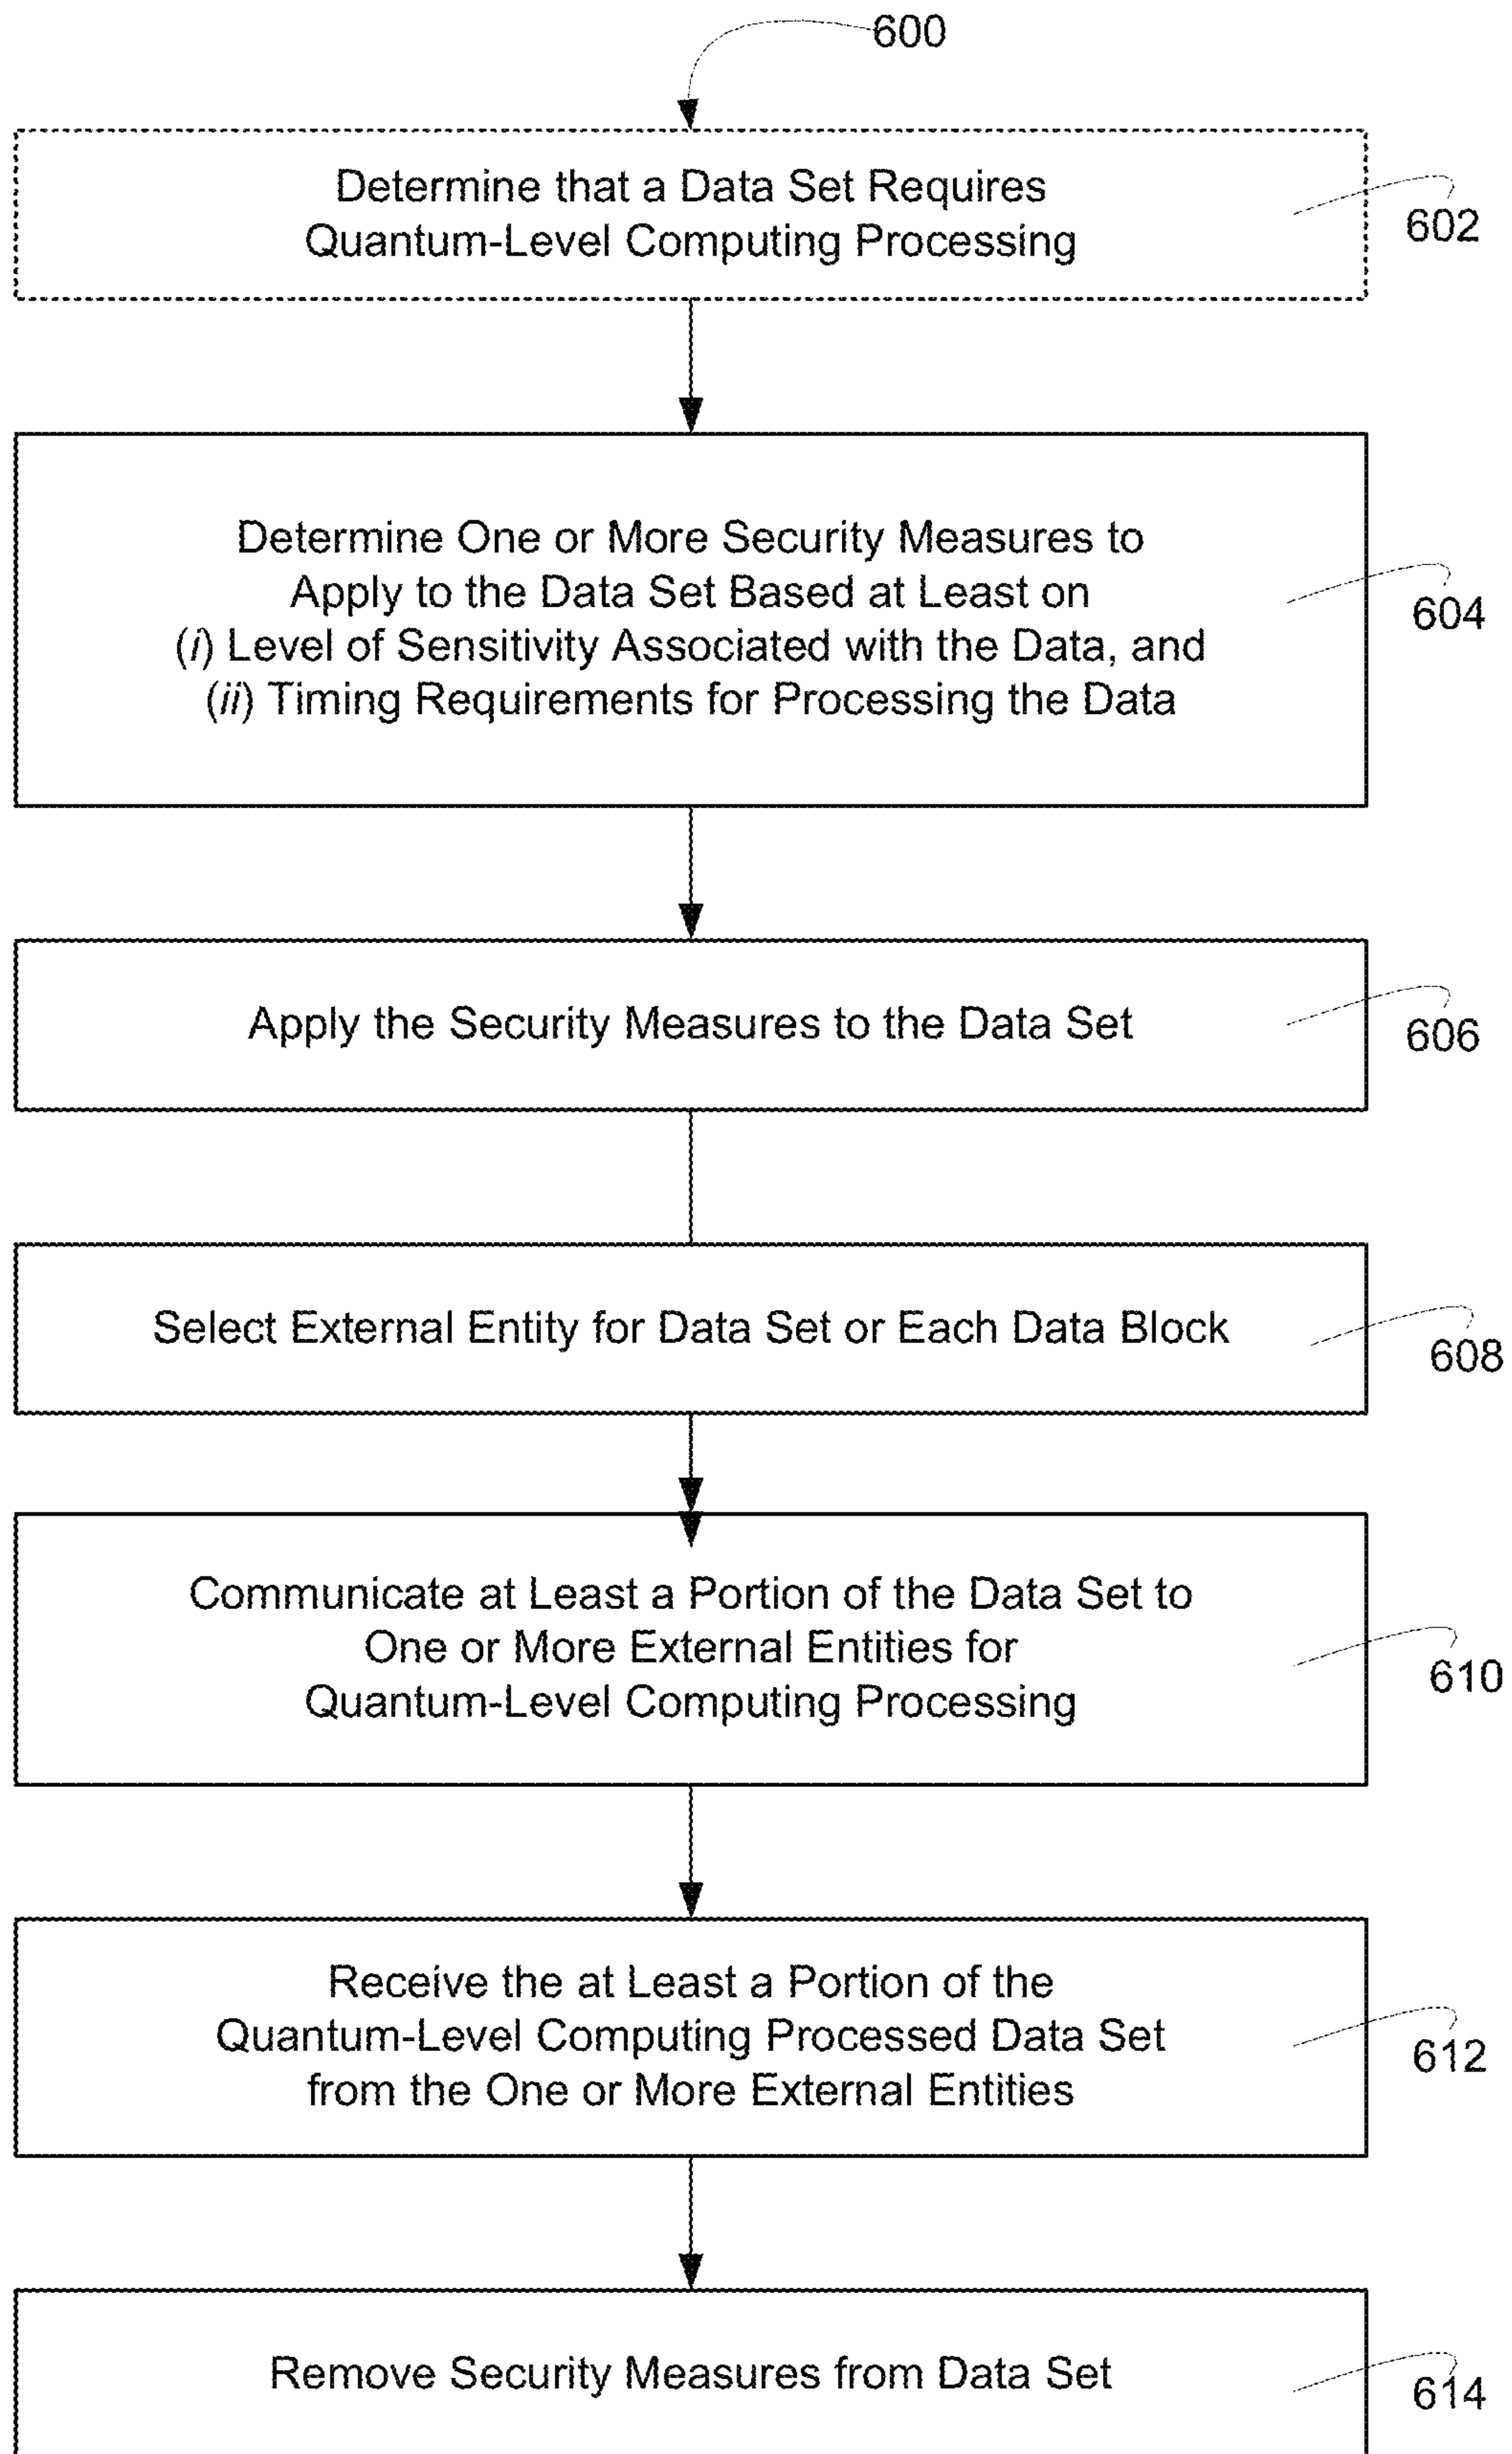 600
Determine that a Data Set Requires
Quantum-Level Computing Processing
602
Determine One or More Security Measures to
Apply to the Data Set Based at Least on
(i) Level of Sensitivity Associated with the Data, and
(ii) Timing Requirements for Processing the Data
604
Apply the Security Measures to the Data Set
606
Select External Entity for Data Set or Each Data Block
608
Communicate at Least a Portion of the Data Set to
One or More External Entities for
Quantum-Level Computing Processing
610
Receive the at Least a Portion of the
Quantum-Level Computing Processed Data Set
from the One or More External Entities
612
Remove Security Measures from Data Set
614